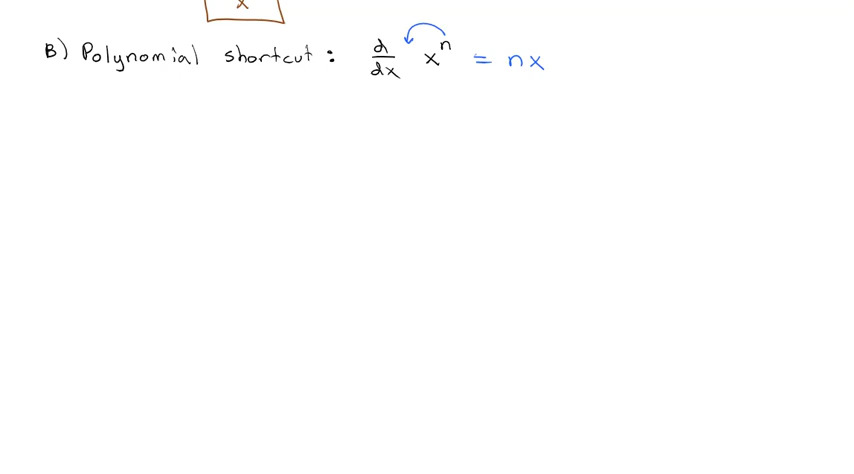 x
B) Polynomial shortcut : d/dx x^n = nx